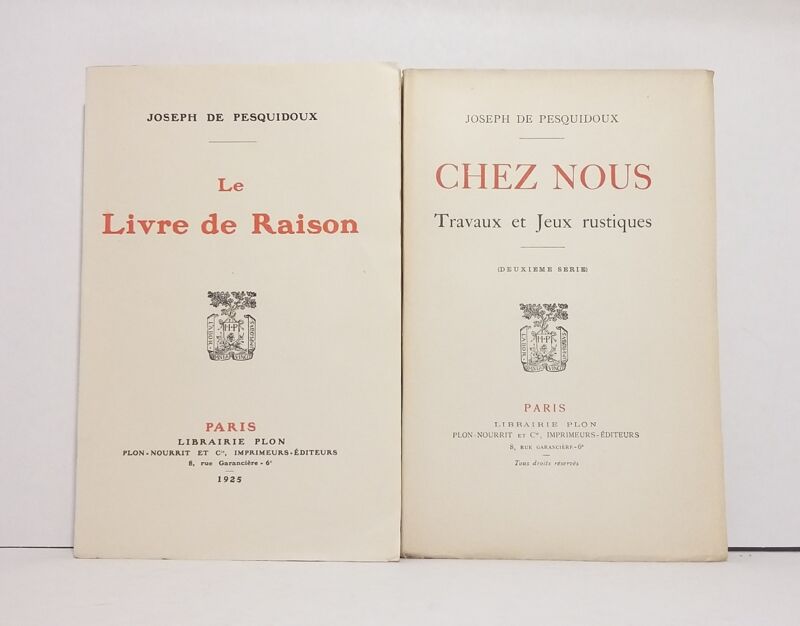 JOSEPH DE PESQUIDOUX
Le
Livre de Raison
H·P
PARIS
LIBRAIRIE PLON
PLON-NOURRIT ET Cie, IMPRIMEURS-ÉDITEURS
8, rue Garancière - 6e
1925
JOSEPH DE PESQUIDOUX
CHEZ NOUS
Travaux et Jeux rustiques
(DEUXIEME SERIE)
H·P
PARIS
LIBRAIRIE PLON
PLON-NOURRIT ET Cie, IMPRIMEURS-ÉDITEURS
8, RUE GARANCIÈRE-6e
Tous droits réservés